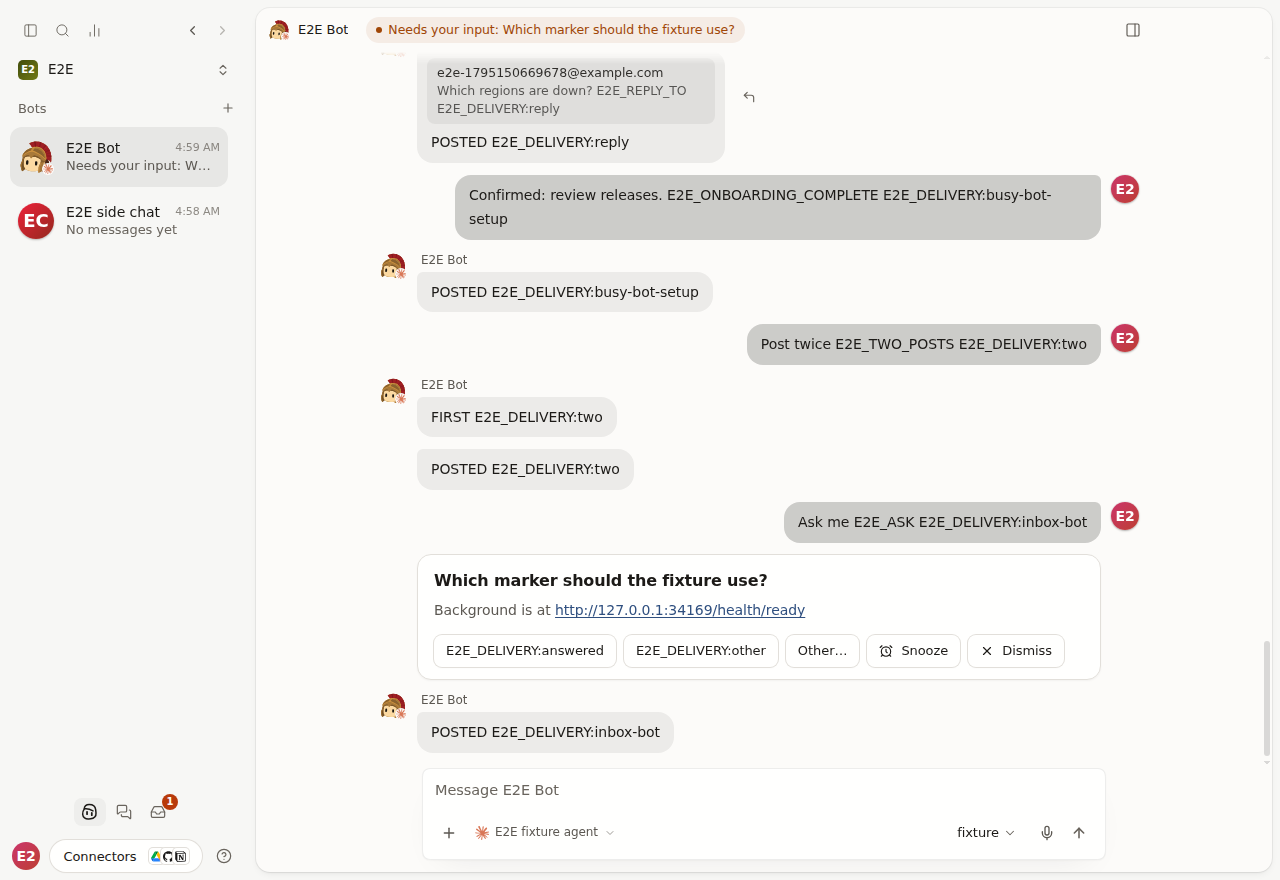 E2E Bot
Needs your input: Which marker should the fixture use?
E2 E2E
Bots
E2E Bot 4:59 AM
Needs your input: W…
EC E2E side chat 4:58 AM
No messages yet
e2e-1795150669678@example.com
Which regions are down? E2E_REPLY_TO
E2E_DELIVERY:reply
POSTED E2E_DELIVERY:reply
Confirmed: review releases. E2E_ONBOARDING_COMPLETE E2E_DELIVERY:busy-bot-
setup
E2
E2E Bot
POSTED E2E_DELIVERY:busy-bot-setup
Post twice E2E_TWO_POSTS E2E_DELIVERY:two
E2
E2E Bot
FIRST E2E_DELIVERY:two
POSTED E2E_DELIVERY:two
Ask me E2E_ASK E2E_DELIVERY:inbox-bot
E2
Which marker should the fixture use?
Background is at http://127.0.0.1:34169/health/ready
E2E_DELIVERY:answered E2E_DELIVERY:other Other… Snooze Dismiss
E2E Bot
POSTED E2E_DELIVERY:inbox-bot
Message E2E Bot
E2E fixture agent fixture
1
E2 Connectors